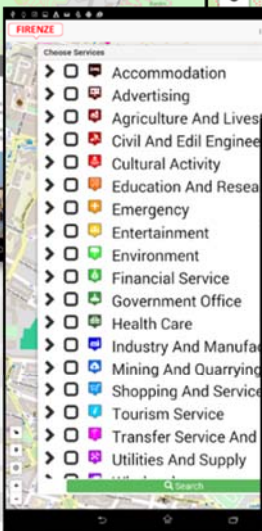 FIRENZE
Choose Services
Accommodation
Advertising
Agriculture And Lives
Civil And Edil Enginee
Cultural Activity
Education And Resea
Emergency
Entertainment
Environment
Financial Service
Government Office
Health Care
Industry And Manufac
Mining And Quarrying
Shopping And Service
Tourism Service
Transfer Service And
Utilities And Supply
Search